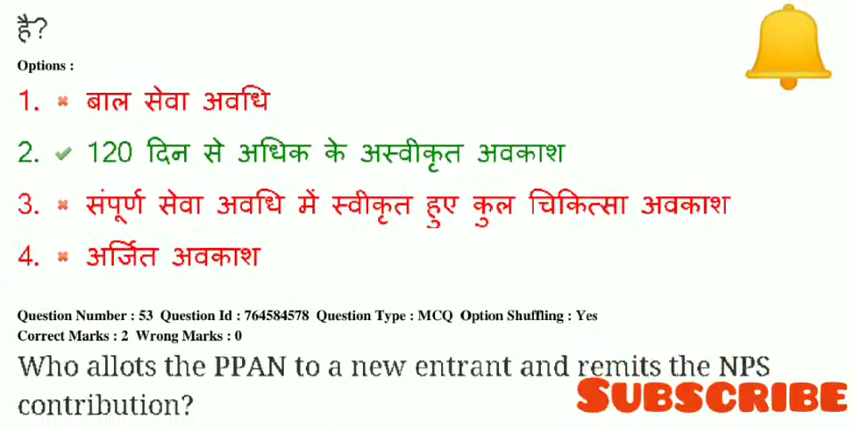 है?
Options :
1. ✖ बाल सेवा अवधि
2. ✔ 120 दिन से अधिक के अस्वीकृत अवकाश
3. ✖ संपूर्ण सेवा अवधि में स्वीकृत हुए कुल चिकित्सा अवकाश
4. ✖ अर्जित अवकाश
Question Number : 53 Question Id : 764584578 Question Type : MCQ Option Shuffling : Yes
Correct Marks : 2 Wrong Marks : 0
Who allots the PPAN to a new entrant and remits the NPS
contribution?
SUBSCRIBE